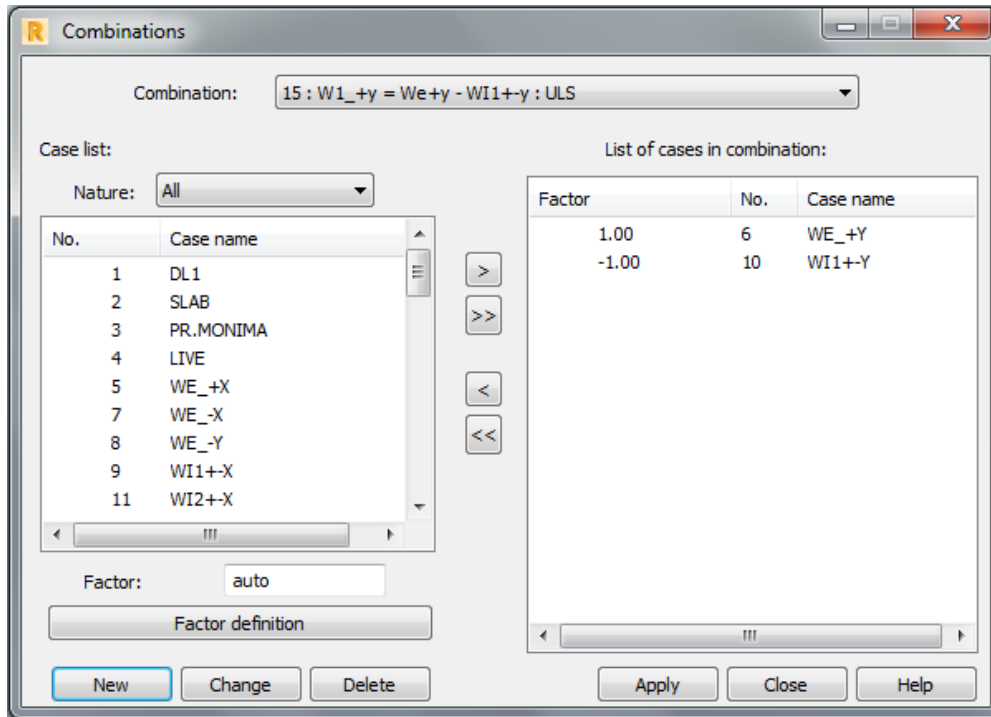 R Combinations
X
Combination: 15 : W1_+y = We+y - WI1+-y : ULS
Case list:
Nature: All
No. Case name
1 DL1
2 SLAB
3 PR.MONIMA
4 LIVE
5 WE_+X
7 WE_-X
8 WE_-Y
9 WI1+-X
11 WI2+-X
Factor: auto
Factor definition
New Change Delete
>
>>
<
<<
List of cases in combination:
Factor No. Case name
1.00 6 WE_+Y
-1.00 10 WI1+-Y
Apply Close Help